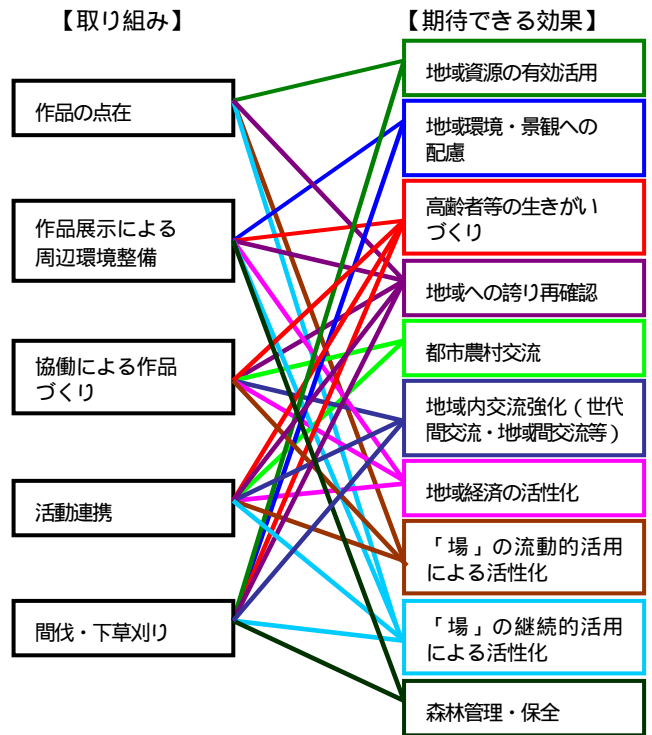 【取り組み】
【期待できる効果】
作品の点在
作品展示による
周辺環境整備
協働による作品
づくり
活動連携
間伐・下草刈り
地域資源の有効活用
地域環境・景観への
配慮
高齢者等の生きがい
づくり
地域への誇り再確認
都市農村交流
地域内交流強化（世代
間交流・地域間交流等）
地域経済の活性化
「場」の流動的活用
による活性化
「場」の継続的活用
による活性化
森林管理・保全